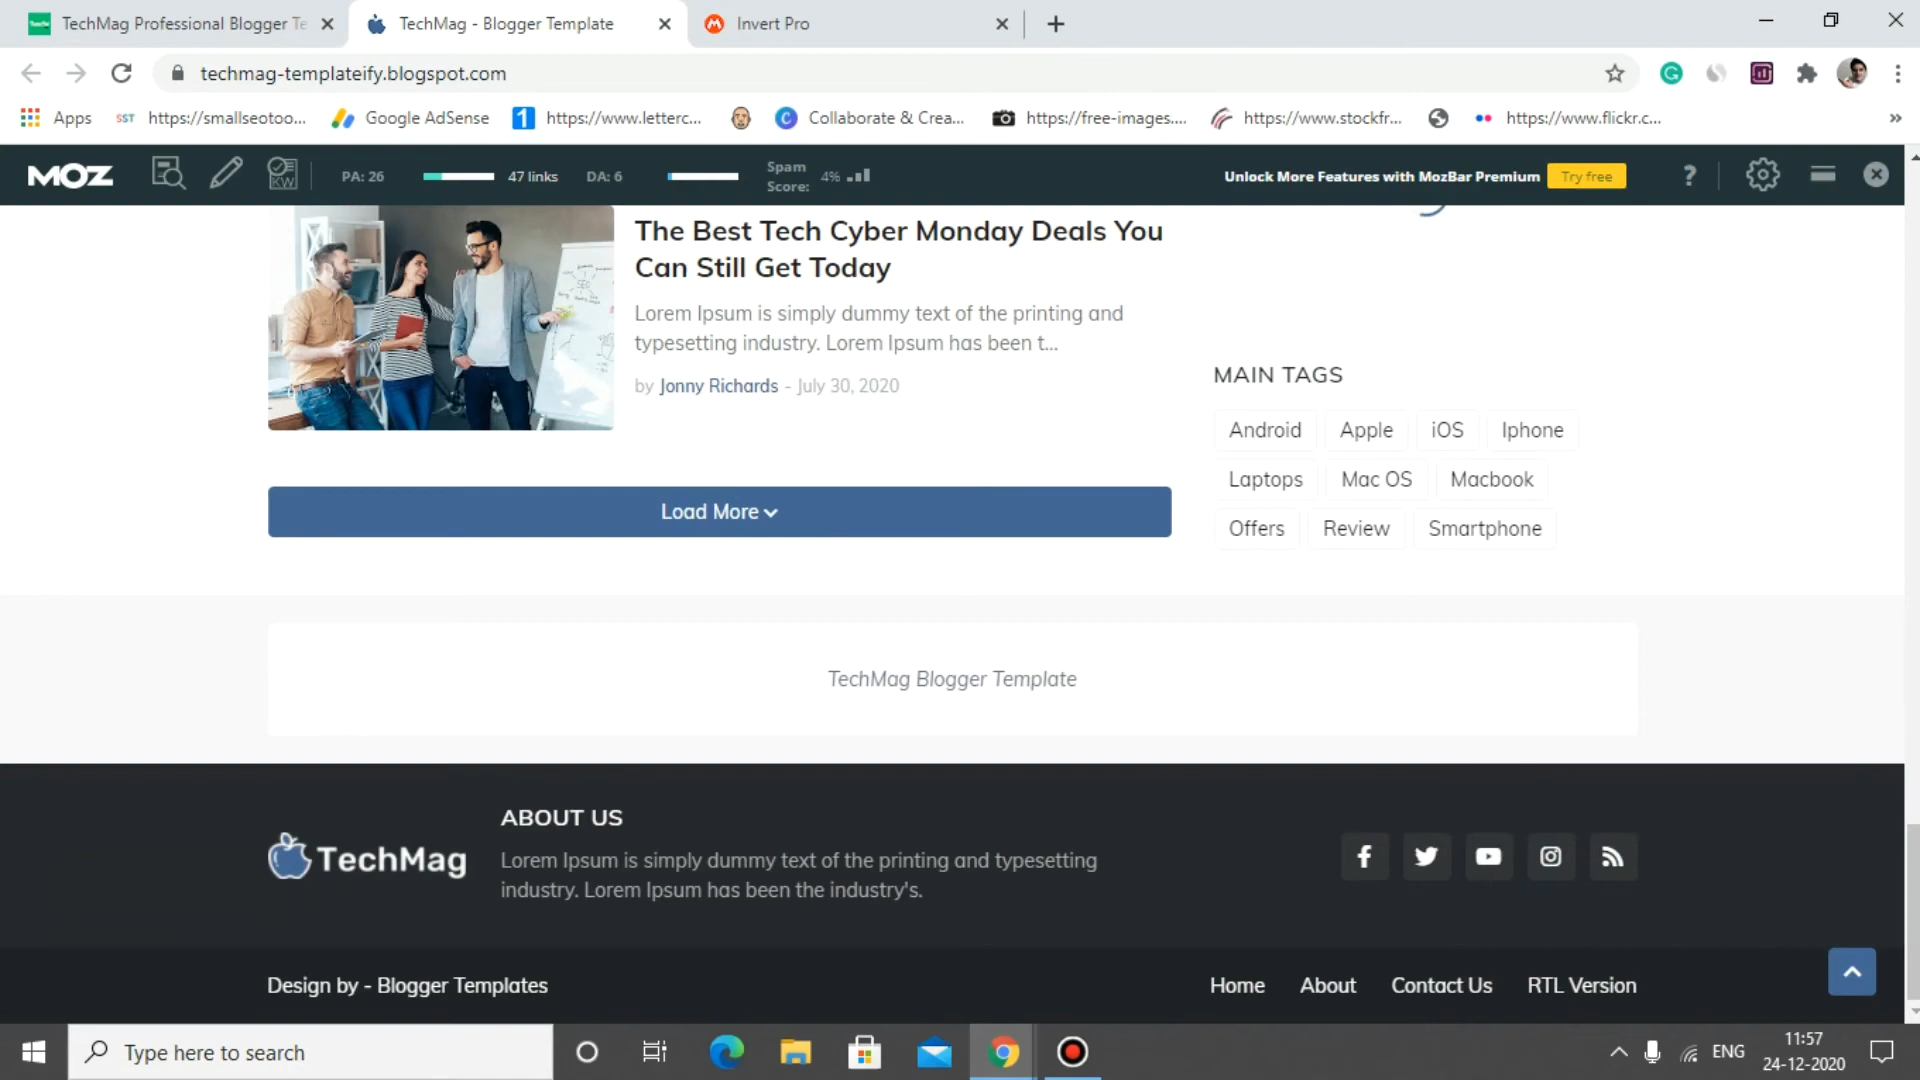 TechMag Professional Blogger Te
TechMag - Blogger Template
Invert Pro
techmag-templateify.blogspot.com
Apps
SST
https://smallseotoo...
Google AdSense
1
https://www.letterc...
C
Collaborate & Crea...
https://free-images....
https://www.stockfr...
https://www.flickr.c...
»
MOZ
KW
PA: 26
47 links
DA: 6
Spam
Score:
4%
Unlock More Features with MozBar Premium
Try free
?
The Best Tech Cyber Monday Deals You
Can Still Get Today
Lorem Ipsum is simply dummy text of the printing and
typesetting industry. Lorem Ipsum has been t...
by Jonny Richards - July 30, 2020
SEO
Load More
MAIN TAGS
Android
Apple
iOS
Iphone
Laptops
Mac OS
Macbook
Offers
Review
Smartphone
TechMag Blogger Template
TechMag
ABOUT US
Lorem Ipsum is simply dummy text of the printing and typesetting
industry. Lorem Ipsum has been the industry's.
Design by - Blogger Templates
Home
About
Contact Us
RTL Version
Type here to search
ENG
11:57
24-12-2020